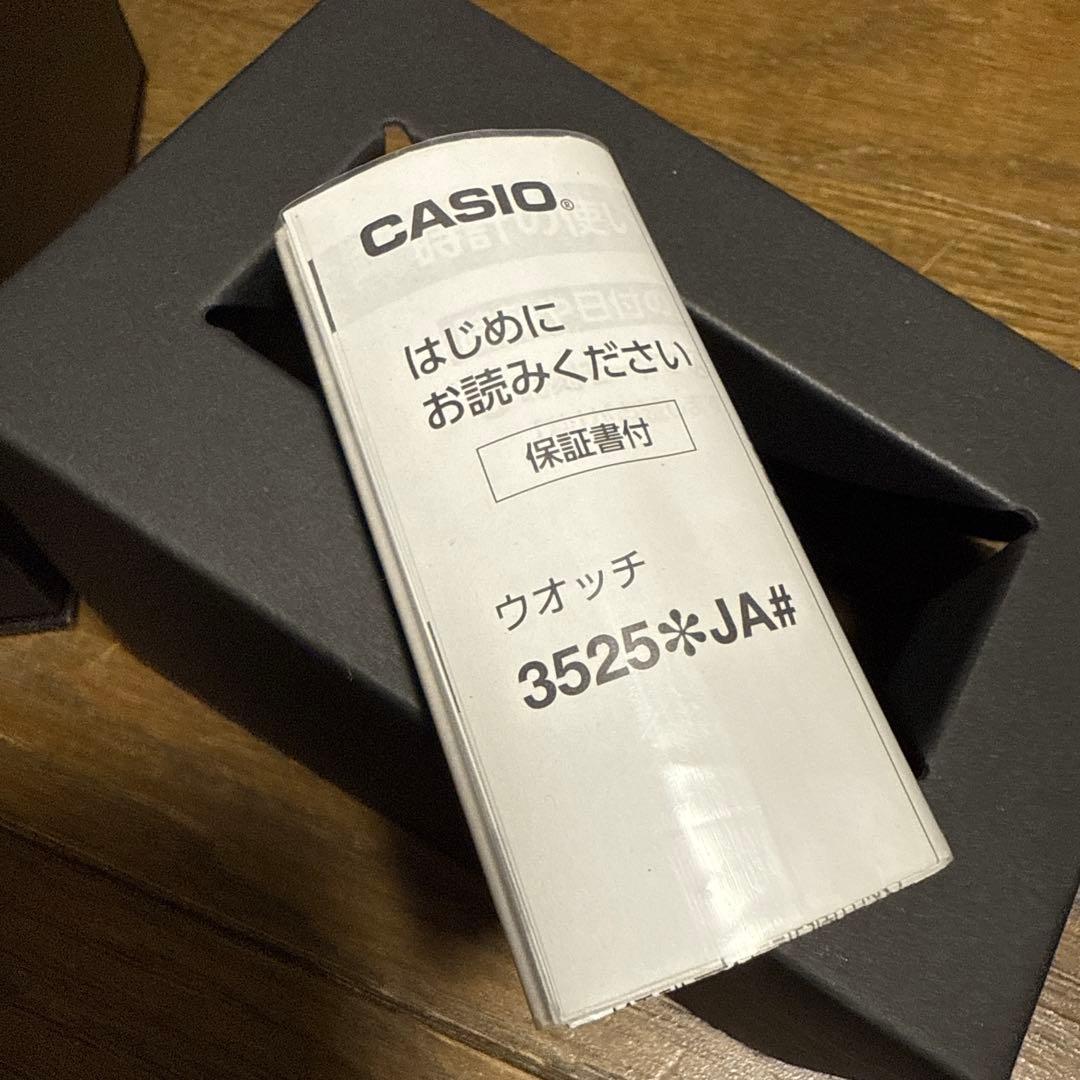 CASIO®
はじめに
お読みください
保証書付
ウオッチ
3525✽JA#